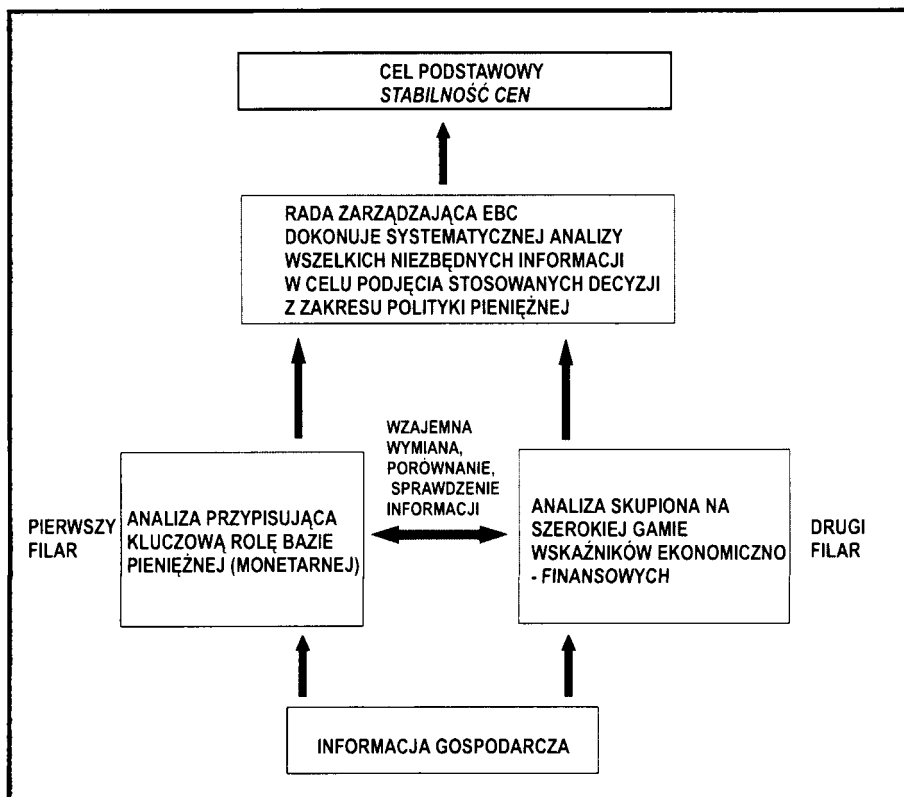 CEL PODSTAWOWY
STABILNOŚĆ CEN
RADA ZARZĄDZAJĄCA EBC
DOKONUJE SYSTEMATYCZNEJ ANALIZY
WSZELKICH NIEZBĘDNYCH INFORMACJI
W CELU PODJĘCIA STOSOWANYCH DECYZJI
Z ZAKRESU POLITYKI PIENIĘŻNEJ
WZAJEMNA
WYMIANA,
PORÓWNANIE,
SPRAWDZENIE
INFORMACJI
PIERWSZY
FILAR
ANALIZA PRZYPISUJĄCA
KLUCZOWĄ ROLĘ BAZIE
PIENIĘŻNEJ (MONETARNEJ)
ANALIZA SKUPIONA NA
SZEROKIEJ GAMIE
WSKAŹNIKÓW EKONOMICZNO
- FINANSOWYCH
DRUGI
FILAR
INFORMACJA GOSPODARCZA